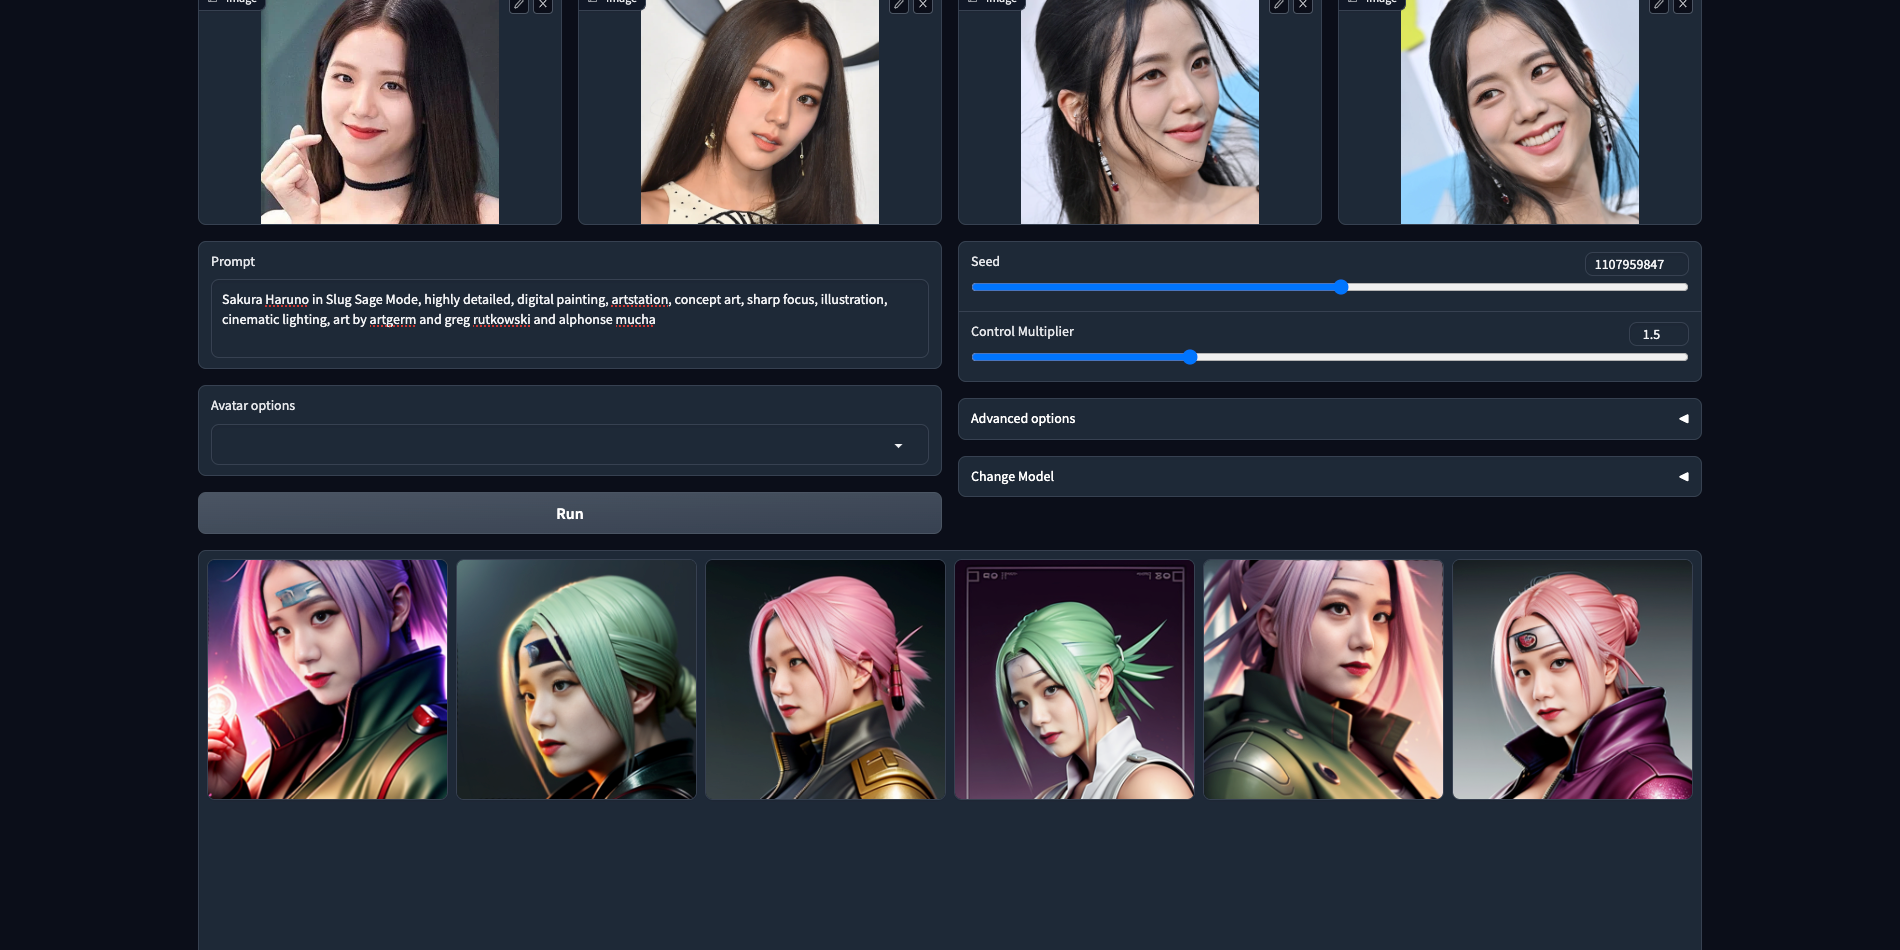 Image
Image
Image
Image
Prompt
Seed
1107959847
Sakura Haruno in Slug Sage Mode, highly detailed, digital painting, artstation, concept art, sharp focus, illustration,
cinematic lighting, art by artgerm and greg rutkowski and alphonse mucha
Control Multiplier
1.5
Avatar options
Advanced options
Change Model
Run